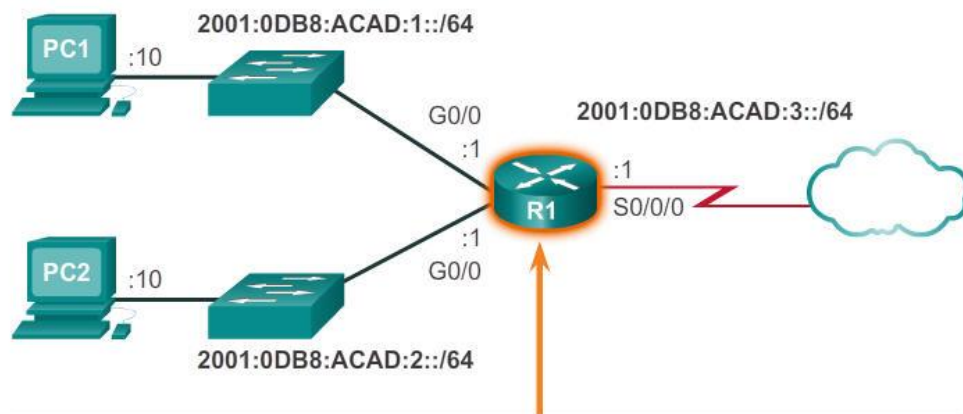 2001:0DB8:ACAD:1::/64
PC1
:10
G0/0
:1
2001:0DB8:ACAD:3::/64
:1
S0/0/0
R1
:1
G0/0
PC2
:10
2001:0DB8:ACAD:2::/64